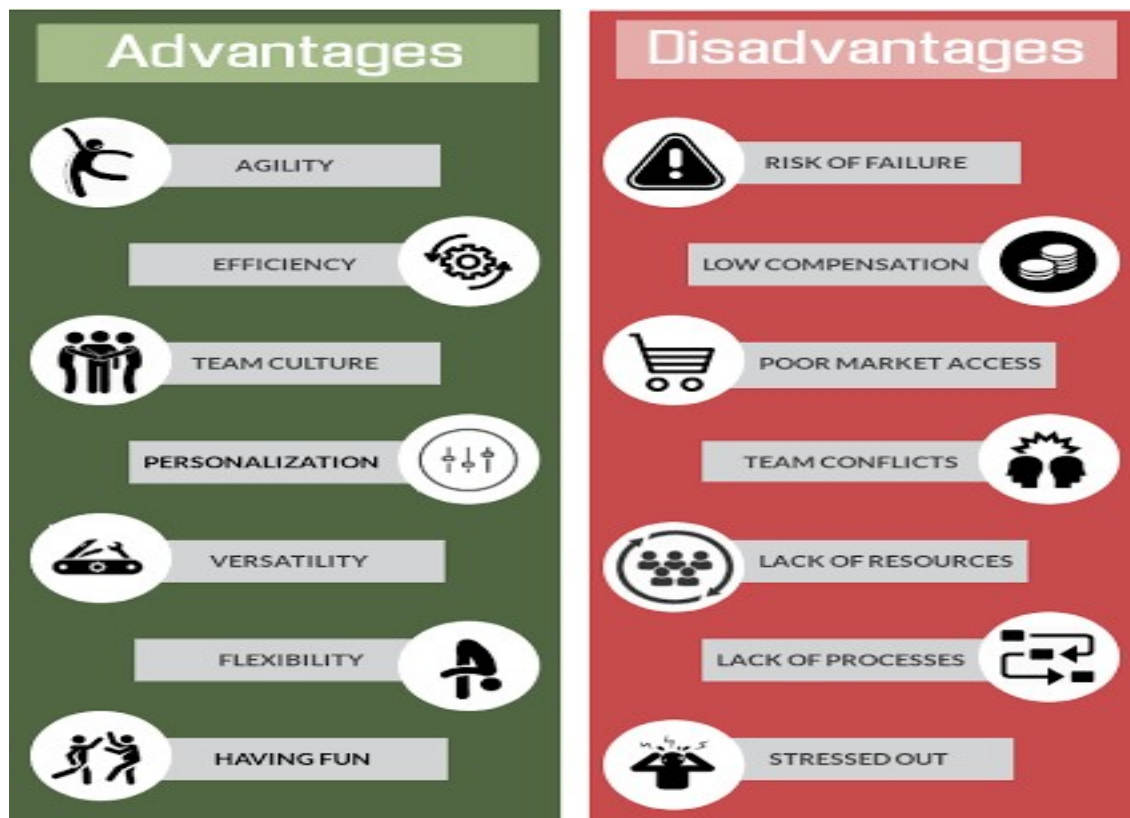 Advantages
AGILITY
EFFICIENCY
TEAM CULTURE
PERSONALIZATION
VERSATILITY
FLEXIBILITY
HAVING FUN
Disadvantages
RISK OF FAILURE
LOW COMPENSATION
POOR MARKET ACCESS
TEAM CONFLICTS
LACK OF RESOURCES
LACK OF PROCESSES
STRESSED OUT